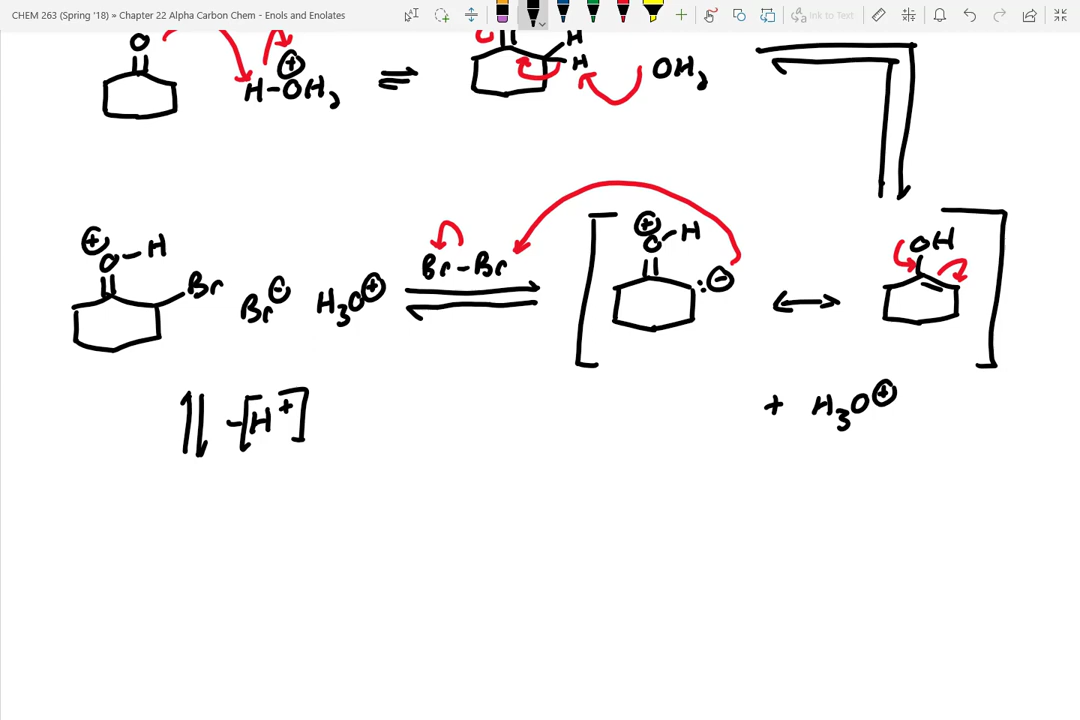 CHEM 263 (Spring '18) » Chapter 22 Alpha Carbon Chem - Enols and Enolates
Ink to Text
O
H-OH₂
⊕
⇌
H
H
OH₂
⊕
O-H
Br
Br⊖
H₃O⊕
Br-Br
⊕
O-H
:⊖
↔
OH
+ H₃O⊕
-[H⁺]